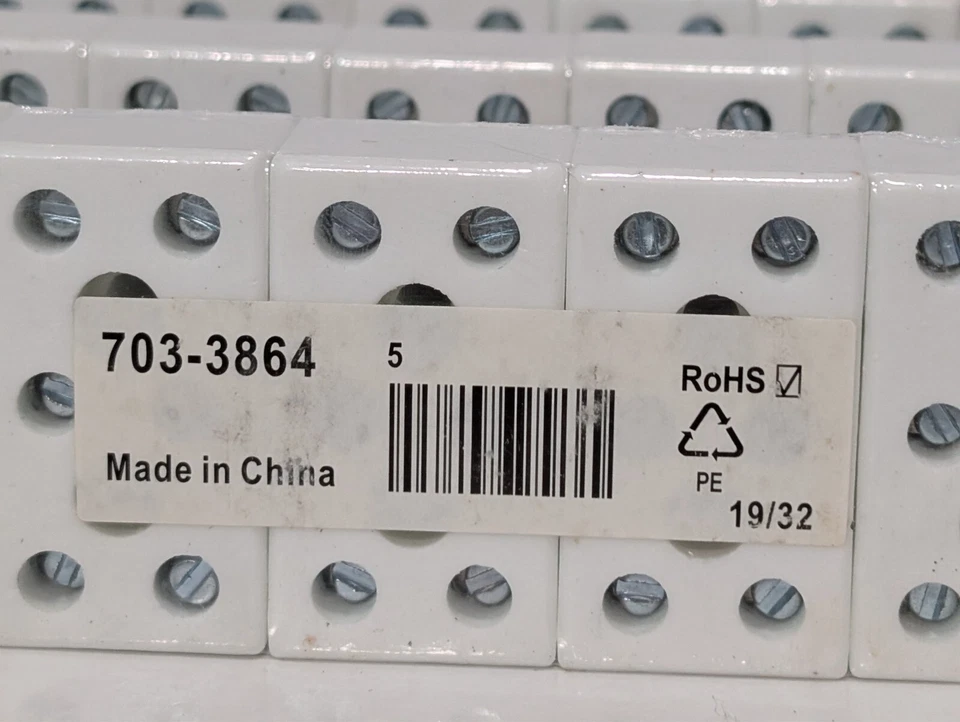 703-3864
5
RoHS ☑
Made in China
PE
19/32